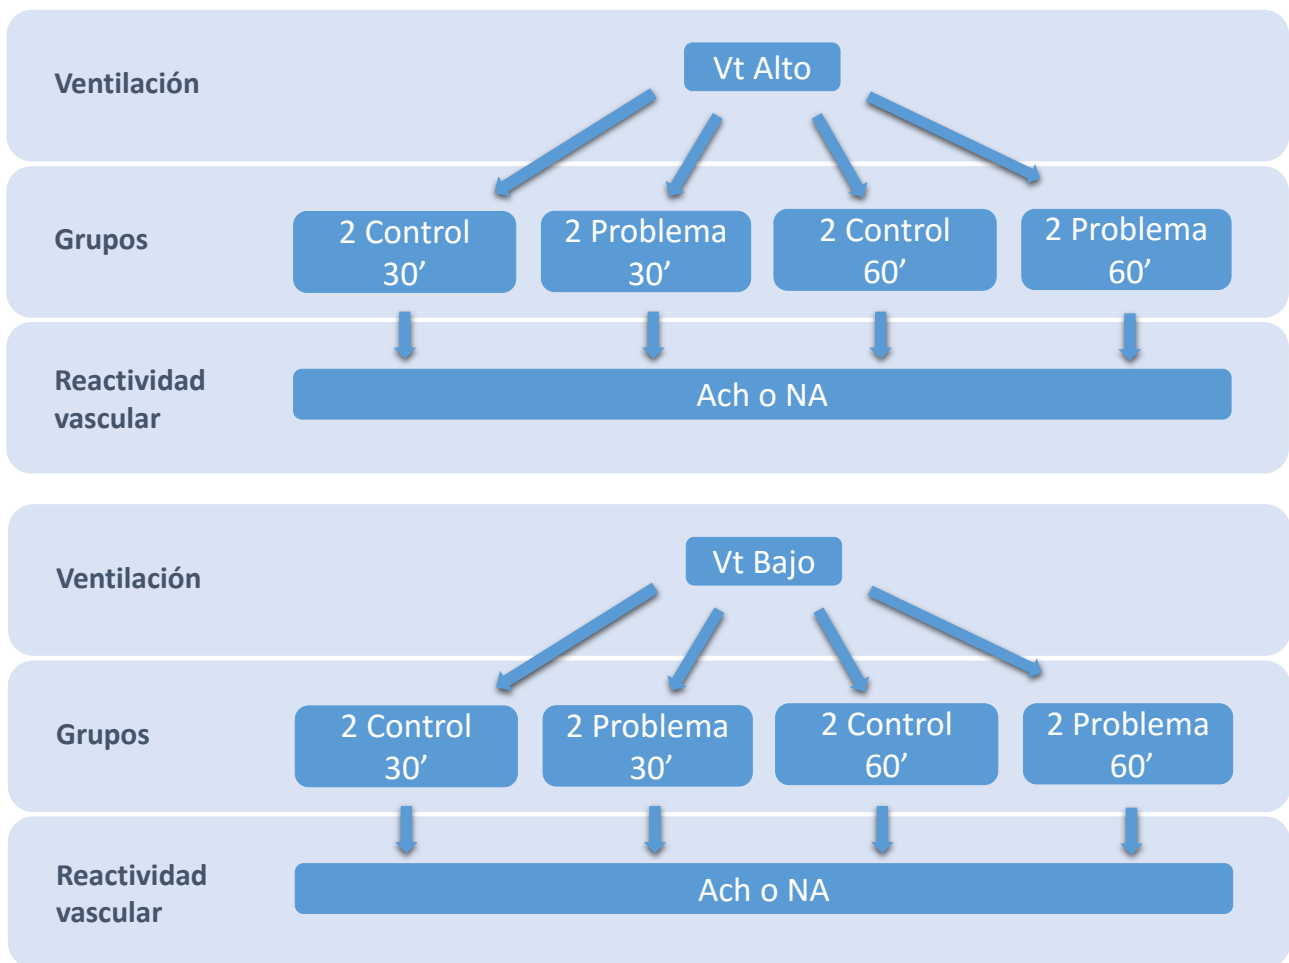 Ventilación
Vt Alto
Grupos
2 Control
30’
2 Problema
30’
2 Control
60’
2 Problema
60’
Reactividad
vascular
Ach o NA
Ventilación
Vt Bajo
Grupos
2 Control
30’
2 Problema
30’
2 Control
60’
2 Problema
60’
Reactividad
vascular
Ach o NA